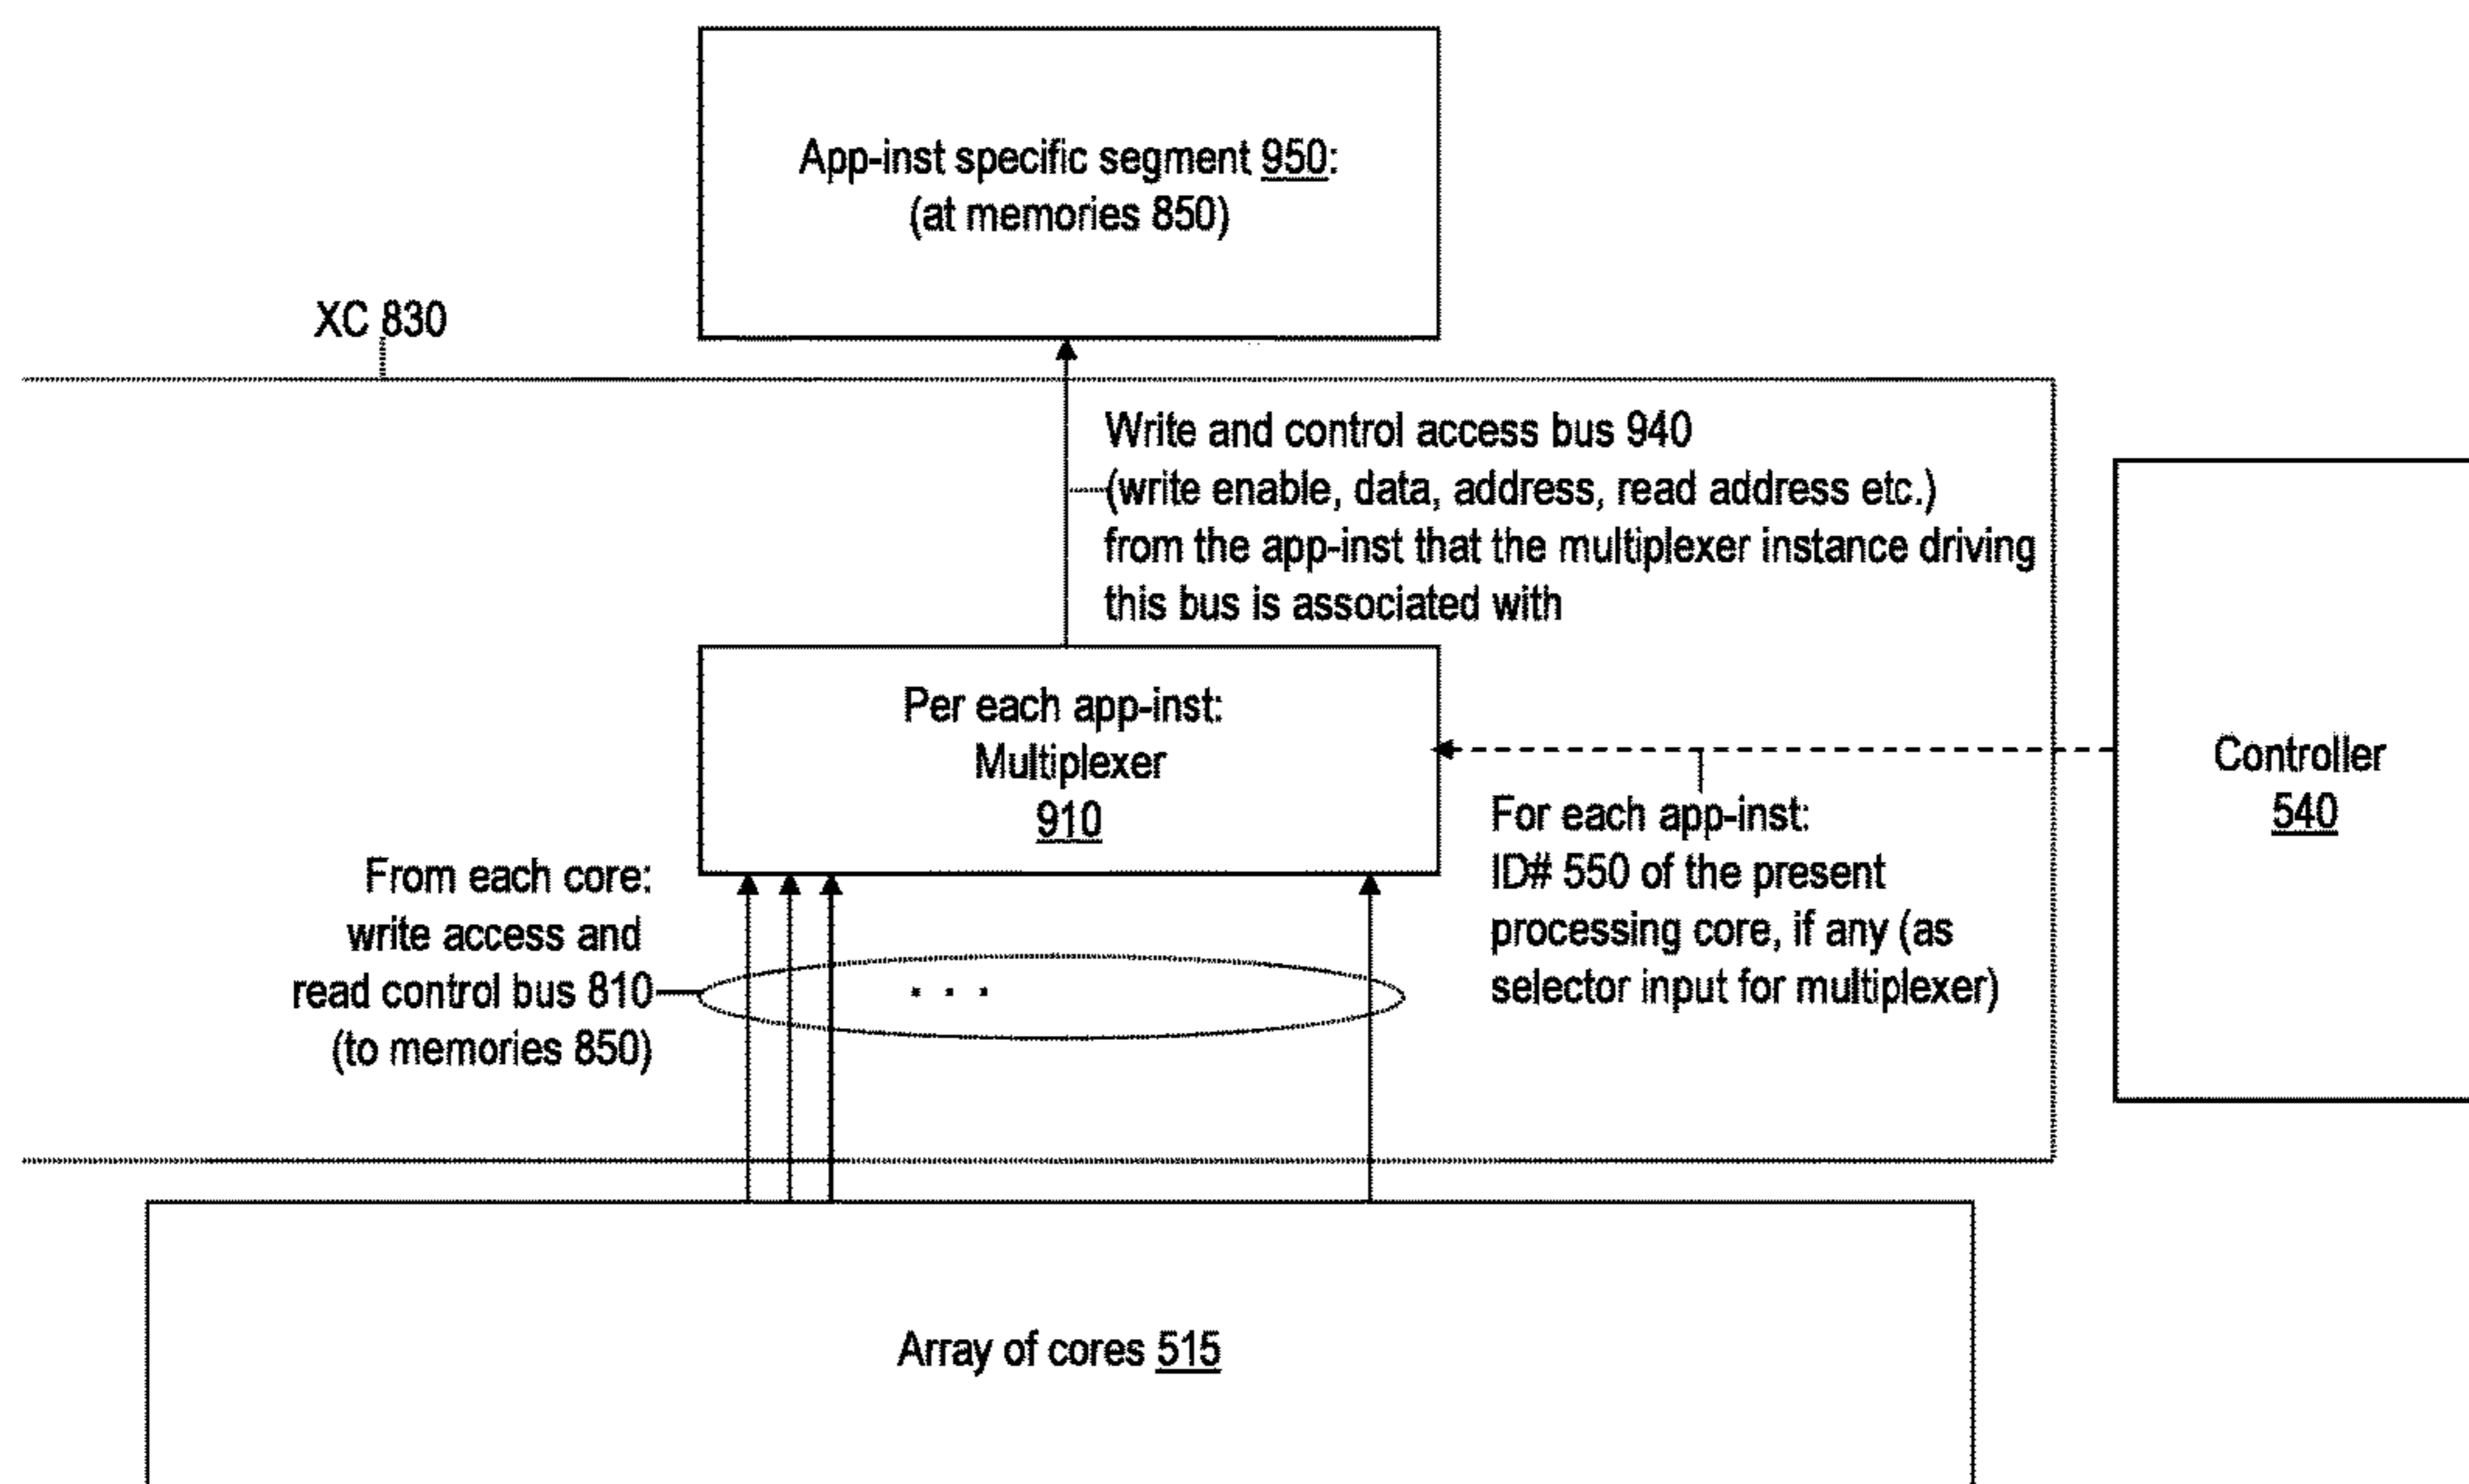 App-inst specific segment 950:
(at memories 850)
XC 830
Write and control access bus 940
(write enable, data, address, read address etc.)
from the app-inst that the multiplexer instance driving
this bus is associated with
Per each app-inst:
Multiplexer
910
Controller
540
For each app-inst:
ID# 550 of the present
processing core, if any (as
selector input for multiplexer)
From each core:
write access and
read control bus 810
(to memories 850)
. . .
Array of cores 515